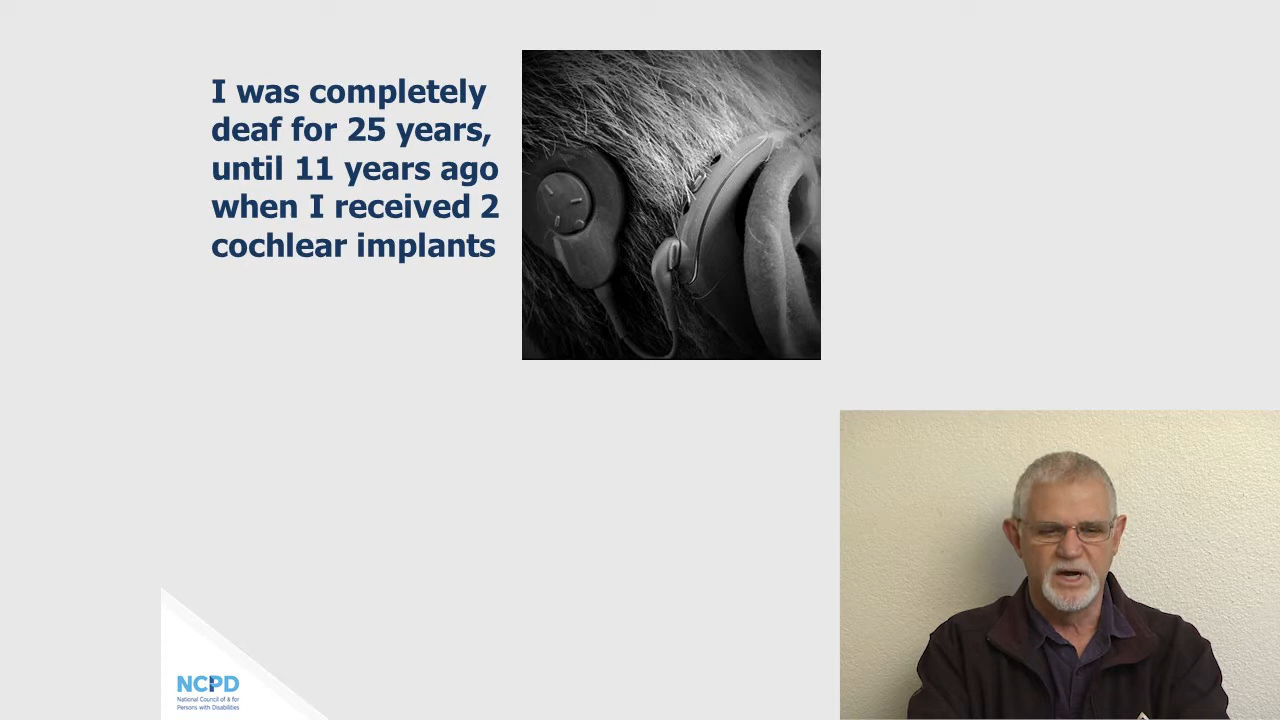 I was completely
deaf for 25 years,
until 11 years ago
when I received 2
cochlear implants
NCPD
National Council of & for
Persons with Disabilities